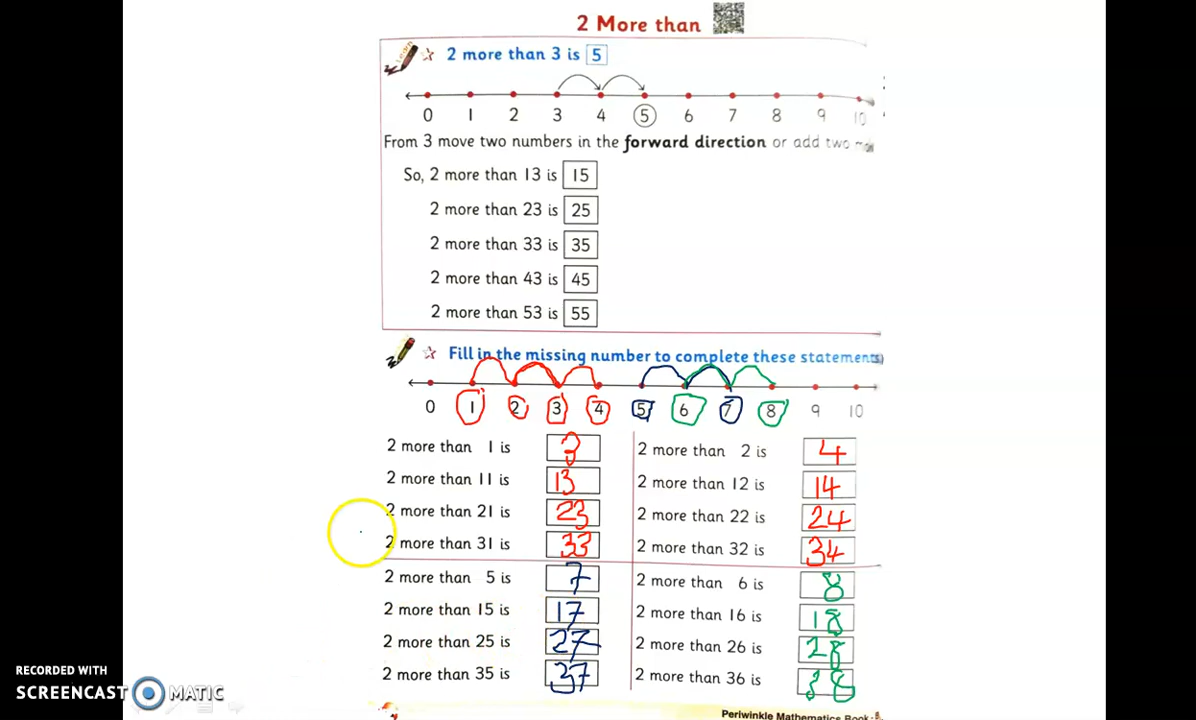 2 More than
Learn
2 more than 3 is 5
0 1 2 3 4 5 6 7 8 9 10
From 3 move two numbers in the forward direction or add two
So, 2 more than 13 is 15
2 more than 23 is 25
2 more than 33 is 35
2 more than 43 is 45
2 more than 53 is 55
Fill in the missing number to complete these statements
0 1 2 3 4 5 6 7 8 9 10
2 more than 1 is 3
2 more than 11 is 13
2 more than 21 is 23
2 more than 31 is 33
2 more than 2 is 4
2 more than 12 is 14
2 more than 22 is 24
2 more than 32 is 34
2 more than 5 is 7
2 more than 15 is 17
2 more than 25 is 27
2 more than 35 is 37
2 more than 6 is 8
2 more than 16 is 18
2 more than 26 is 28
2 more than 36 is 38
Periwinkle Mathematics Book
RECORDED WITH
SCREENCAST MATIC